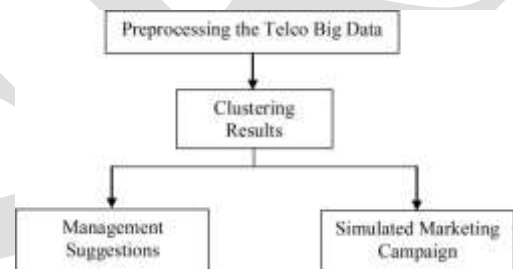 Preprocessing the Telco Big Data
Clustering
Results
Management
Suggestions
Simulated Marketing
Campaign